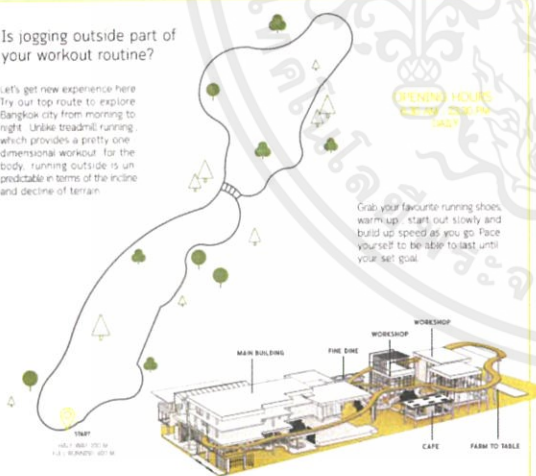 Is jogging outside part of
your workout routine?
Let's get new experience here
Try our top route to explore
Bangkok city from morning to
night. Unlike treadmill running,
which provides a pretty one
dimensional workout for the
body, running outside is un
predictable in terms of the incline
and decline of terrain
OPENING HOURS
DAILY
Grab your favourite running shoes,
warm up, start out slowly and
build up speed as you go. Pace
yourself to be able to last until
your set goal
WORKSHOP
WORKSHOP
MAIN BUILDING
FINE DINE
START
CAFE
FARM TO TABLE